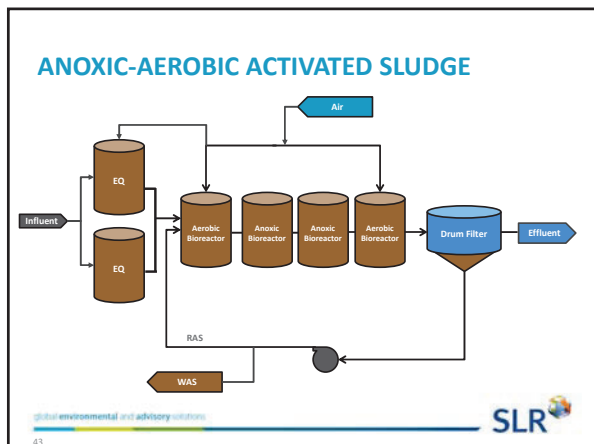 ANOXIC-AEROBIC ACTIVATED SLUDGE
Air
EQ
Influent
EQ
Aerobic
Bioreactor
Anoxic
Bioreactor
Anoxic
Bioreactor
Aerobic
Bioreactor
Drum Filter
Effluent
RAS
WAS
global environmental and advisory solutions
SLR
43